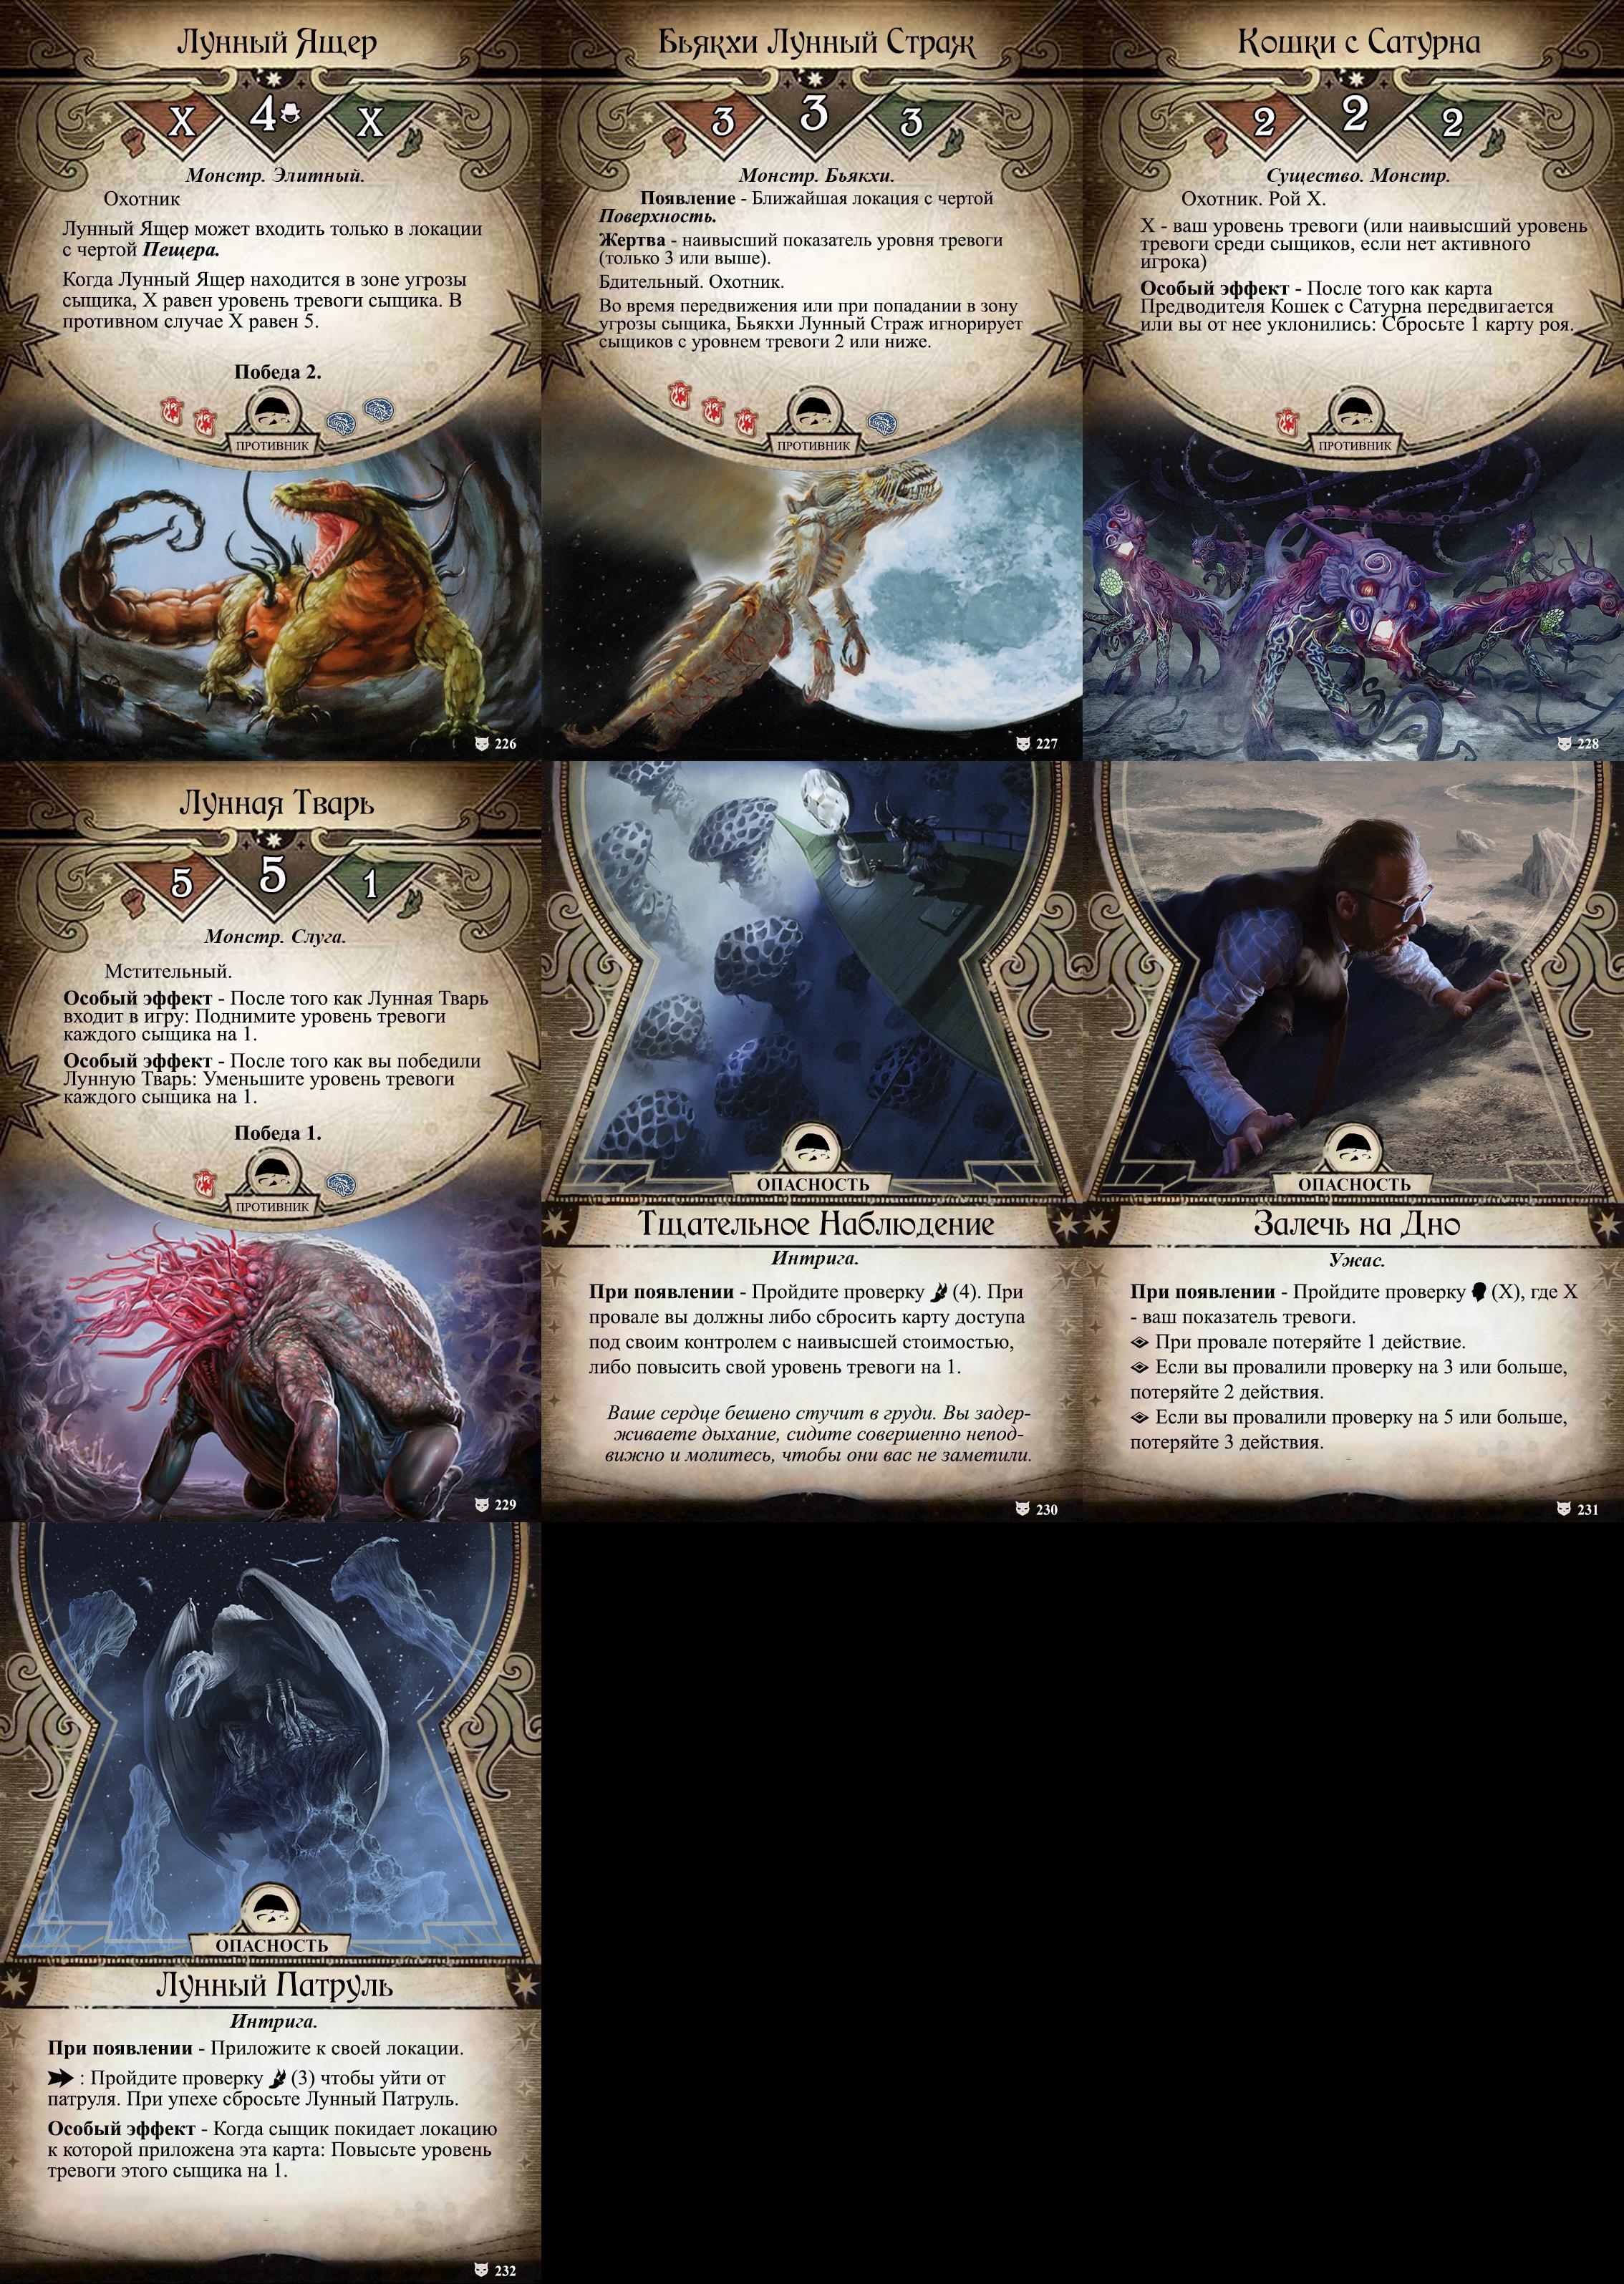 Лунный Ящер
X 4 X
Монстр. Элитный.
Охотник
Лунный Ящер может входить только в локации
с чертой Пещера.
Когда Лунный Ящер находится в зоне угрозы
сыщика, X равен уровень тревоги сыщика. В
противном случае X равен 5.
Победа 2.
ПРОТИВНИК
226
Бьякхи Лунный Страж
3 3 3
Монстр. Бьякхи.
Появление - Ближайшая локация с чертой
Поверхность.
Жертва - наивысший показатель уровня тревоги
(только 3 или выше).
Бдительный. Охотник.
Во время передвижения или при попадании в зону
угрозы сыщика, Бьякхи Лунный Страж игнорирует
сыщиков с уровнем тревоги 2 или ниже.
ПРОТИВНИК
227
Кошки с Сатурна
2 2 2
Существо. Монстр.
Охотник. Рой X.
X - ваш уровень тревоги (или наивысший уровень
тревоги среди сыщиков, если нет активного
игрока)
Особый эффект - После того как карта
Предводителя Кошек с Сатурна передвигается
или вы от нее уклонились: Сбросьте 1 карту роя.
ПРОТИВНИК
228
Лунная Тварь
5 5 1
Монстр. Слуга.
Мстительный.
Особый эффект - После того как Лунная Тварь
входит в игру: Поднимите уровень тревоги
каждого сыщика на 1.
Особый эффект - После того как вы победили
Лунную Тварь: Уменьшите уровень тревоги
каждого сыщика на 1.
Победа 1.
ПРОТИВНИК
229
ОПАСНОСТЬ
Тщательное Наблюдение
Интрига.
При появлении - Пройдите проверку (4). При
провале вы должны либо сбросить карту доступа
под своим контролем с наивысшей стоимостью,
либо повысить свой уровень тревоги на 1.
Ваше сердце бешено стучит в груди. Вы задер-
живаете дыхание, сидите совершенно непод-
вижно и молитесь, чтобы они вас не заметили.
230
ОПАСНОСТЬ
Залечь на Дно
Ужас.
При появлении - Пройдите проверку (X), где X
- ваш показатель тревоги.
При провале потеряйте 1 действие.
Если вы провалили проверку на 3 или больше,
потеряйте 2 действия.
Если вы провалили проверку на 5 или больше,
потеряйте 3 действия.
231
ОПАСНОСТЬ
Лунный Патруль
Интрига.
При появлении - Приложите к своей локации.
: Пройдите проверку (3) чтобы уйти от
патруля. При упехе сбросьте Лунный Патруль.
Особый эффект - Когда сыщик покидает локацию
к которой приложена эта карта: Повысьте уровень
тревоги этого сыщика на 1.
232